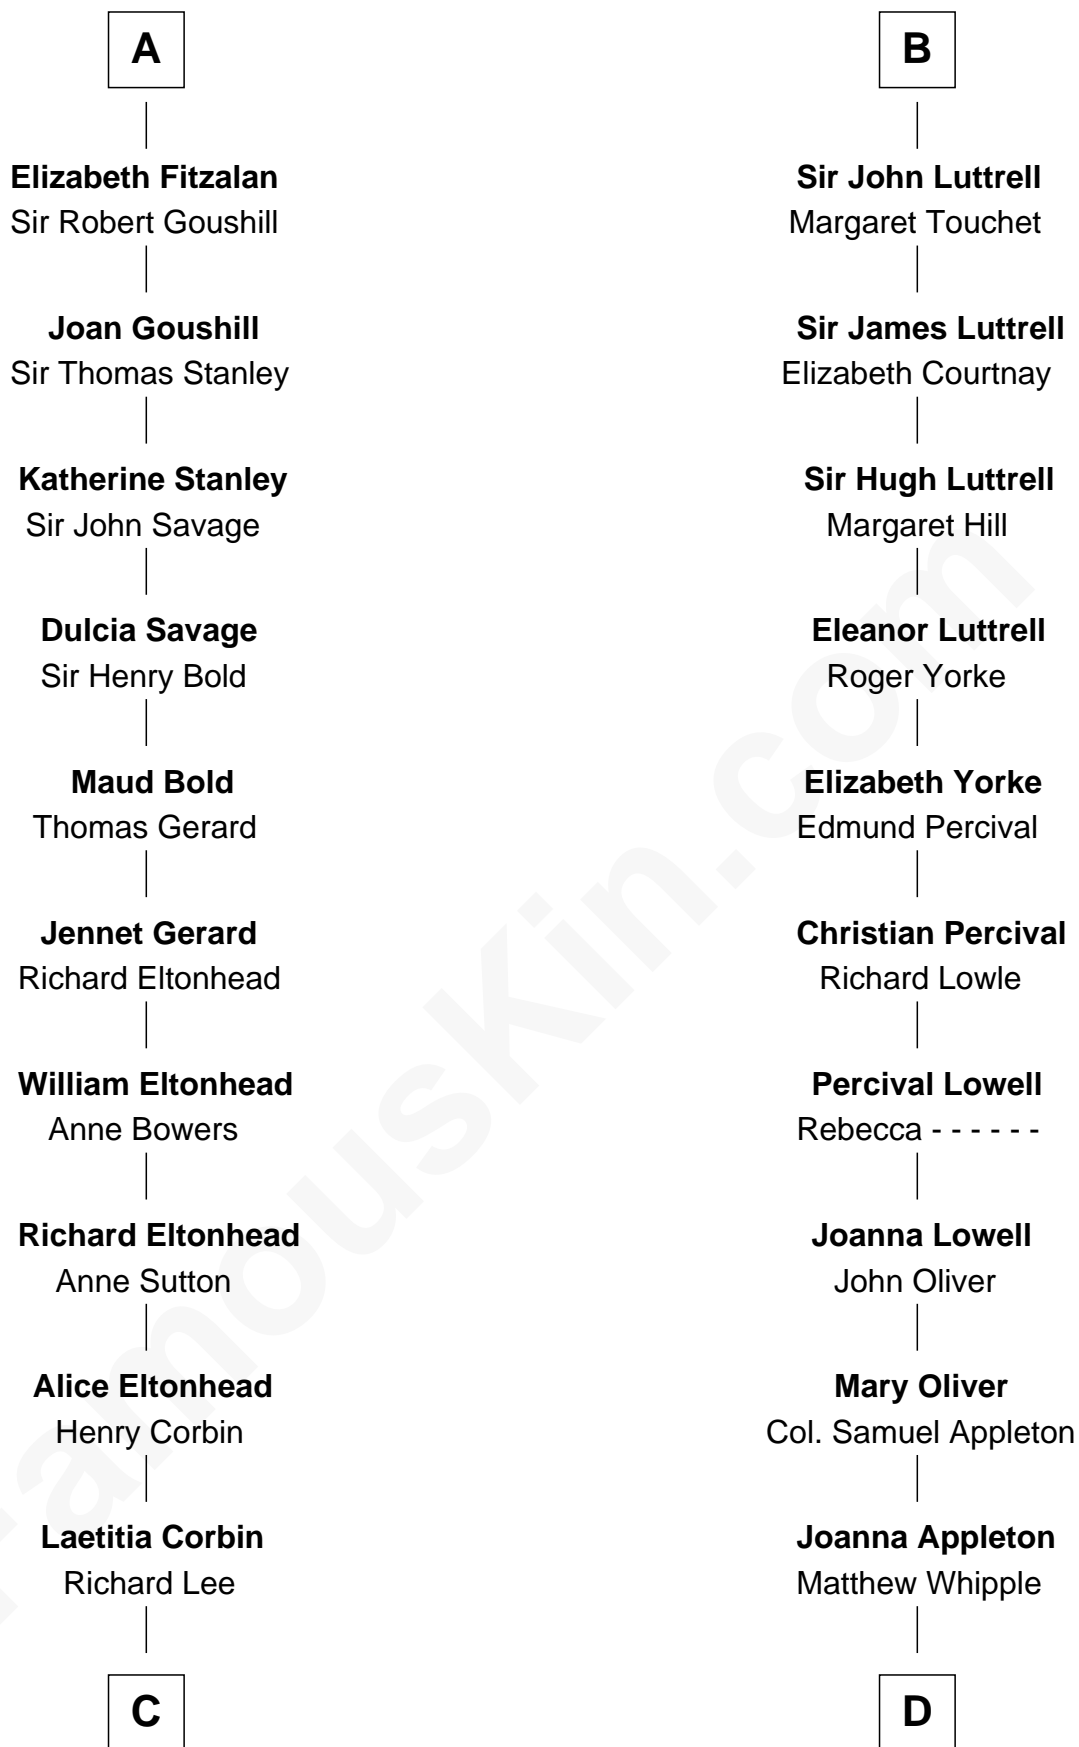 A
Elizabeth Fitzalan
Sir Robert Goushill
Joan Goushill
Sir Thomas Stanley
Katherine Stanley
Sir John Savage
Dulcia Savage
Sir Henry Bold
Maud Bold
Thomas Gerard
Jennet Gerard
Richard Eltonhead
William Eltonhead
Anne Bowers
Richard Eltonhead
Anne Sutton
Alice Eltonhead
Henry Corbin
Laetitia Corbin
Richard Lee
C
B
Sir John Luttrell
Margaret Touchet
Sir James Luttrell
Elizabeth Courtnay
Sir Hugh Luttrell
Margaret Hill
Eleanor Luttrell
Roger Yorke
Elizabeth Yorke
Edmund Percival
Christian Percival
Richard Lowle
Percival Lowell
Rebecca - - - - - -
Joanna Lowell
John Oliver
Mary Oliver
Col. Samuel Appleton
Joanna Appleton
Matthew Whipple
D
FamousKin.com